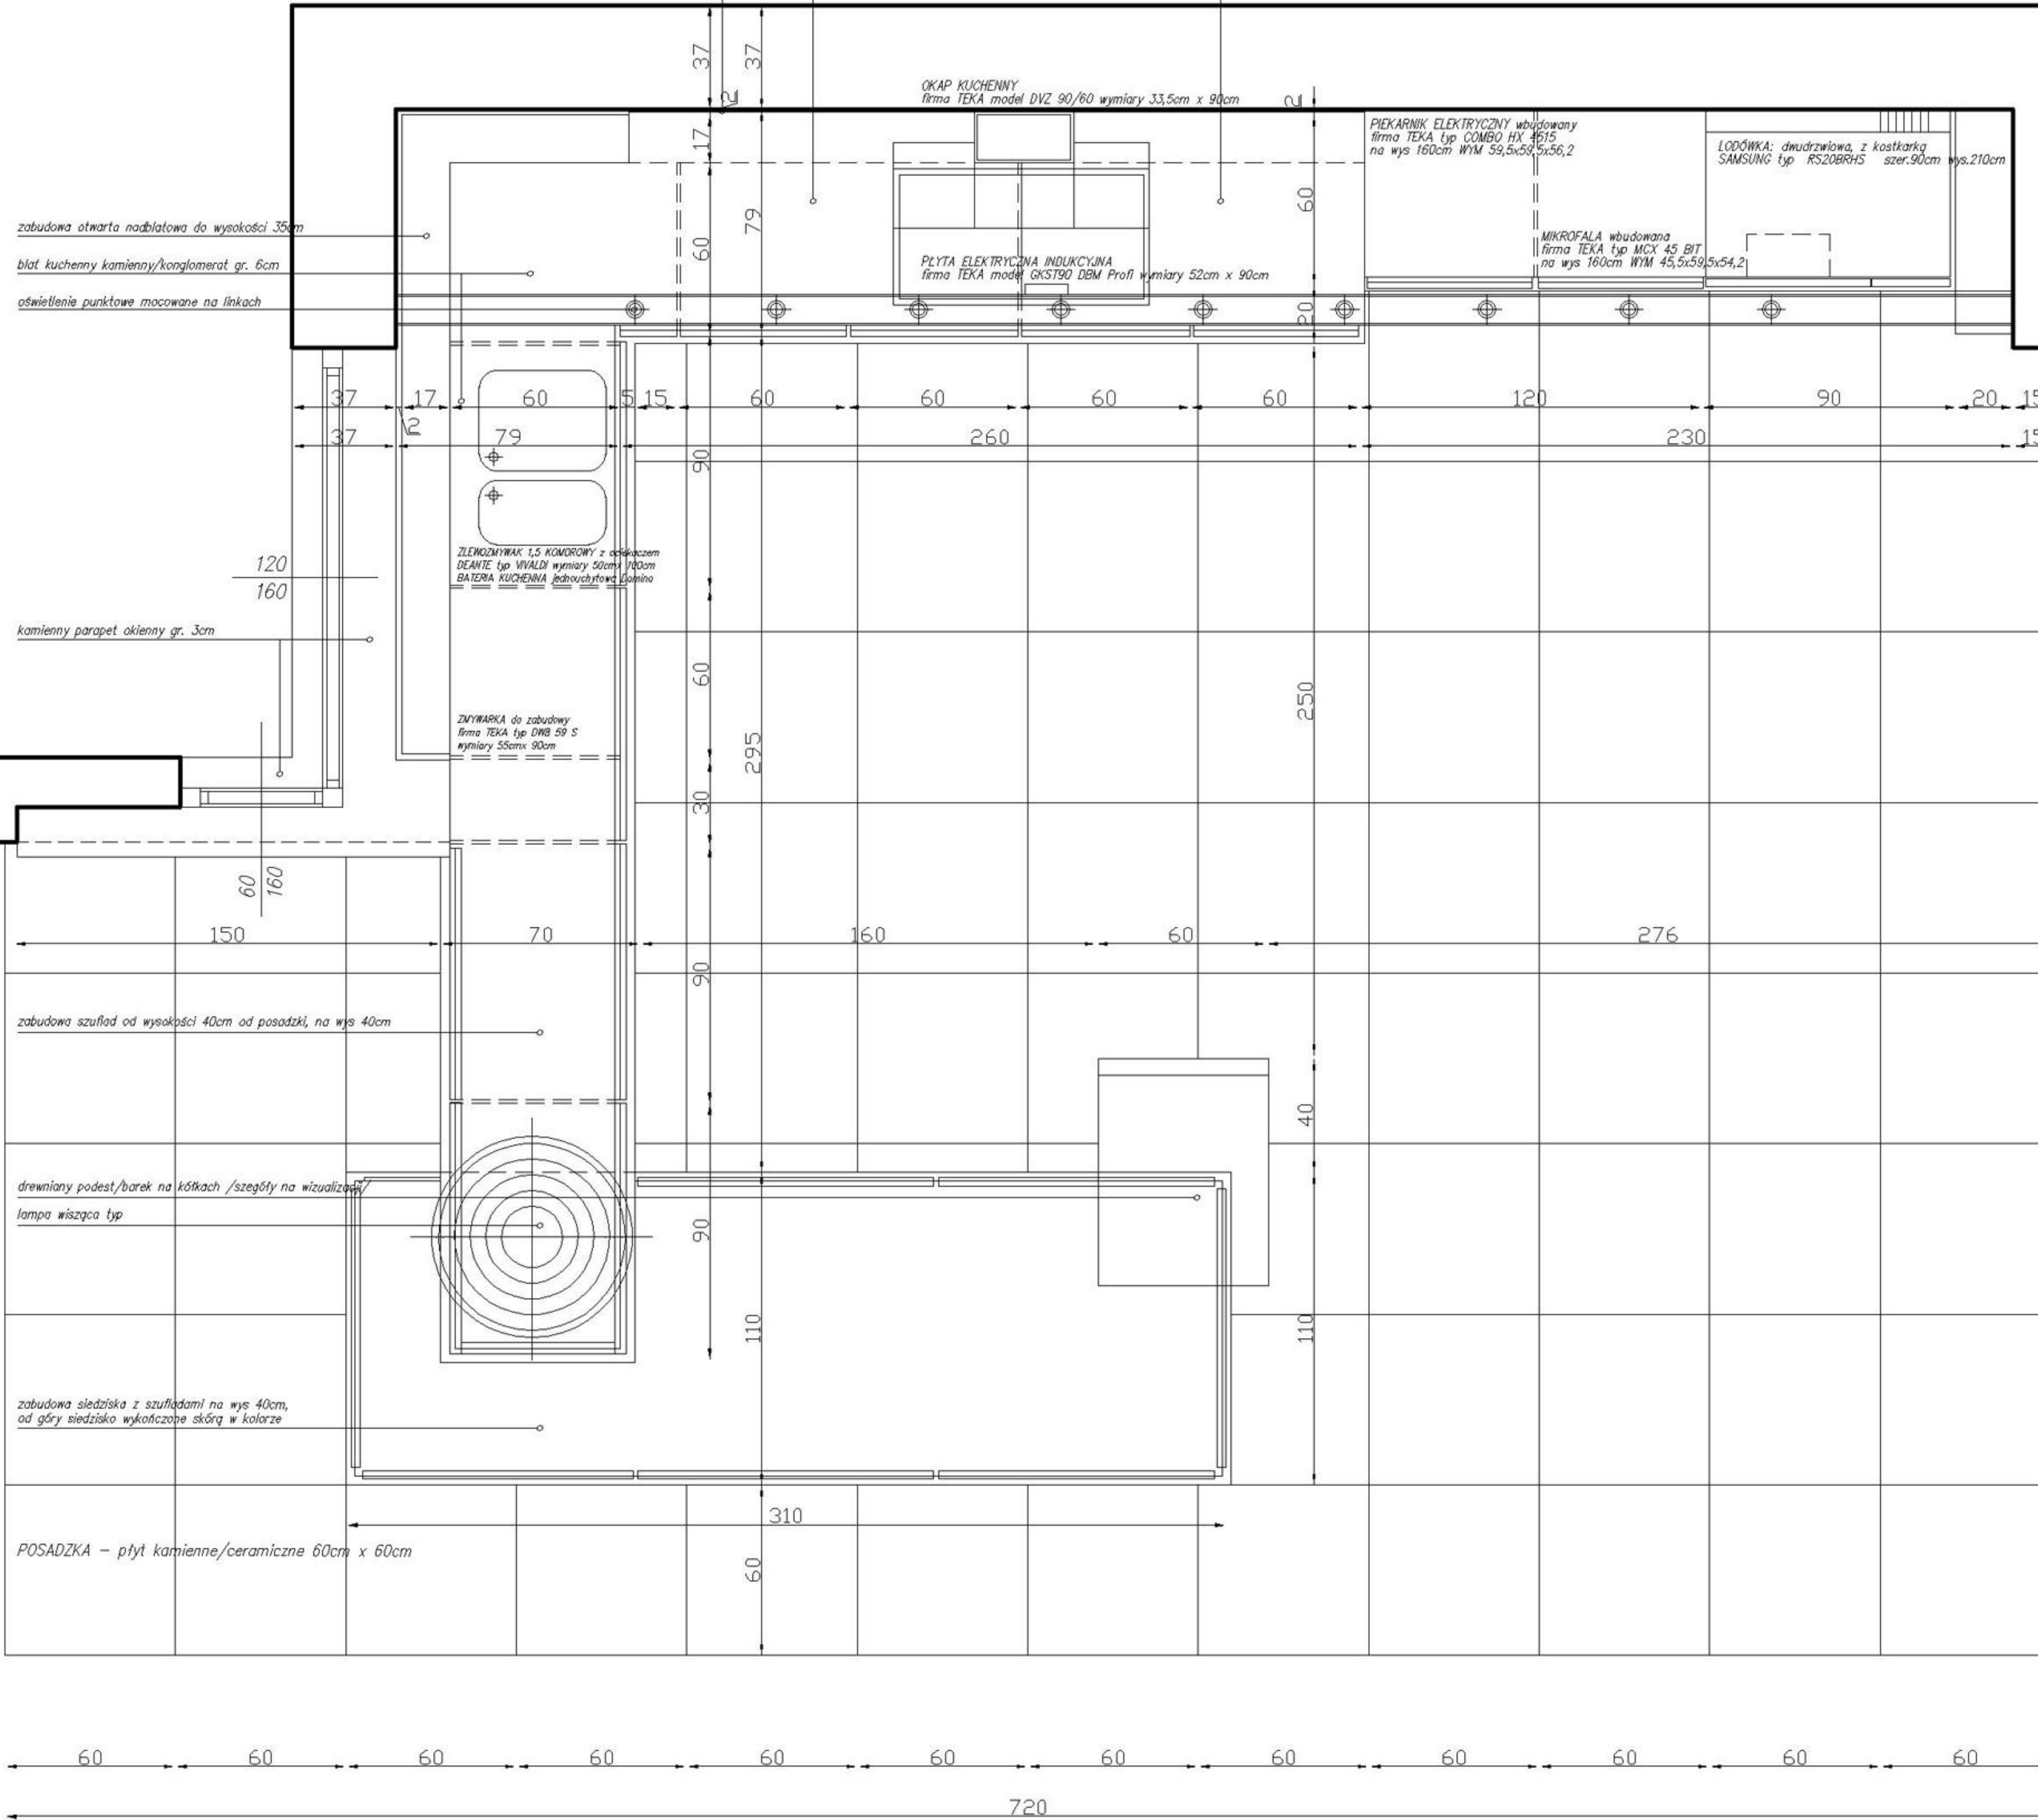 37
37
2
OKAP KUCHENNY
firma TEKA model DVZ 90/60 wymiary 33,5cm x 90cm
2
17
79
60
PIEKARNIK ELEKTRYCZNY wbudowany
firma TEKA typ COMBO HX 4615
na wys 160cm WYM 59,5x59,5x56,2
LODÓWKA: dwudrzwiowa, z kostkarką
SAMSUNG typ RS20BRHS szer.90cm wys.210cm
60
zabudowa otwarta nadblatowa do wysokości 35cm
blat kuchenny kamienny/konglomerat gr. 6cm
oświetlenie punktowe mocowane na linkach
PŁYTA ELEKTRYCZNA INDUKCYJNA
firma TEKA model GKST90 DBM Profi wymiary 52cm x 90cm
MIKROFALA wbudowana
firma TEKA typ MCX 45 BIT
na wys 160cm WYM 45,5x59,5x54,2
20
37 17 60 5 15 60 60 60 60 120 90 20 15
2
37 79 260 230 15
90
ZLEWOZMYWAK 1,5 KOMOROWY z ociekaczem
DEANTE typ VIVALDI wymiary 50cmx 100cm
BATERIA KUCHENNA jednouchytowa Domino
120
160
kamienny parapet okienny gr. 3cm
60
250
ZMYWARKA do zabudowy
firma TEKA typ DW8 59 S
wymiary 55cmx 90cm
295
30
60
160
150 70 160 60 276
90
zabudowa szuflad od wysokości 40cm od posadzki, na wys 40cm
40
drewniany podest/barek na kółkach /szegóły na wizualizacji/
lampa wisząca typ
90
110
110
zabudowa siedziska z szufladami na wys 40cm,
od góry siedzisko wykończone skórą w kolorze
310
POSADZKA – płyt kamienne/ceramiczne 60cm x 60cm
60
60 60 60 60 60 60 60 60 60 60 60 60
720